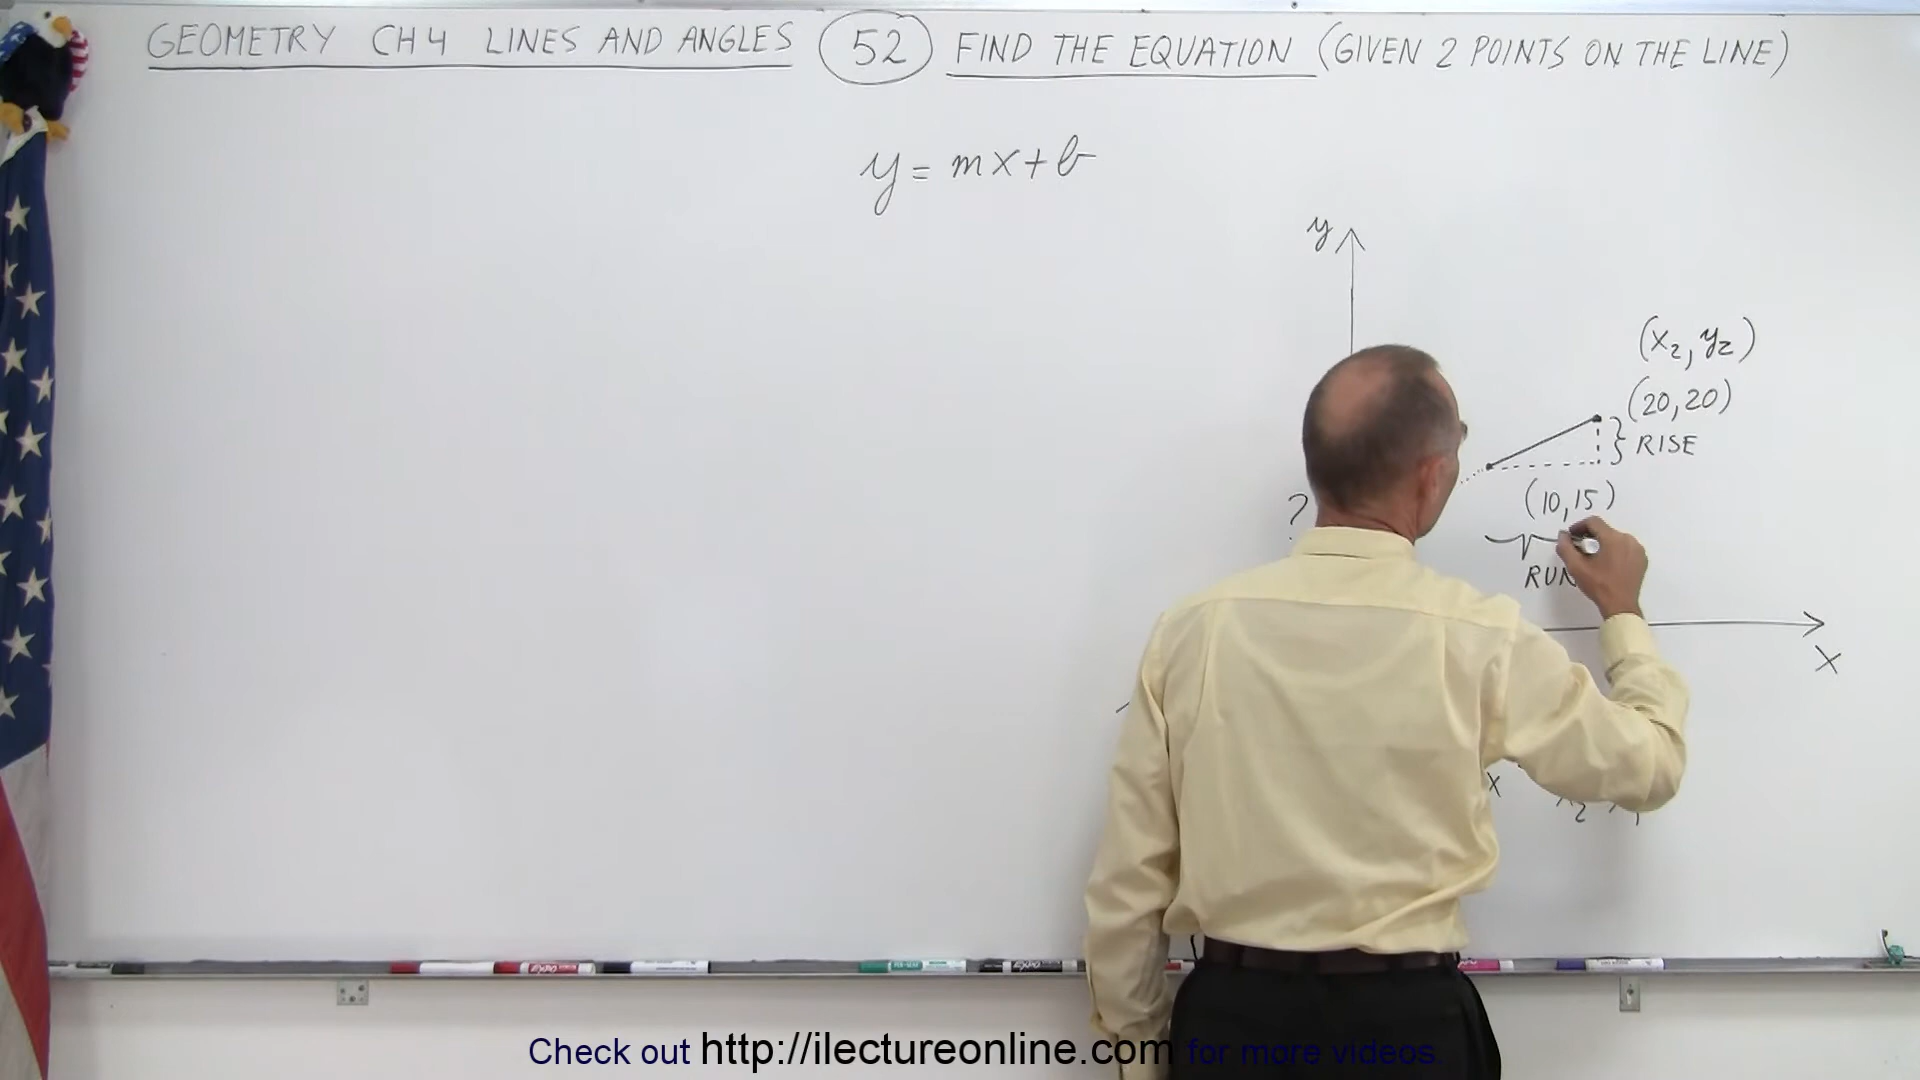 GEOMETRY CH 4 LINES AND ANGLES 52 FIND THE EQUATION (GIVEN 2 POINTS ON THE LINE)
y = mx + b
y
(x₂, y₂)
(20, 20)
} RISE
(10, 15)
?
RUN
x
Check out http://ilectureonline.com for more videos.